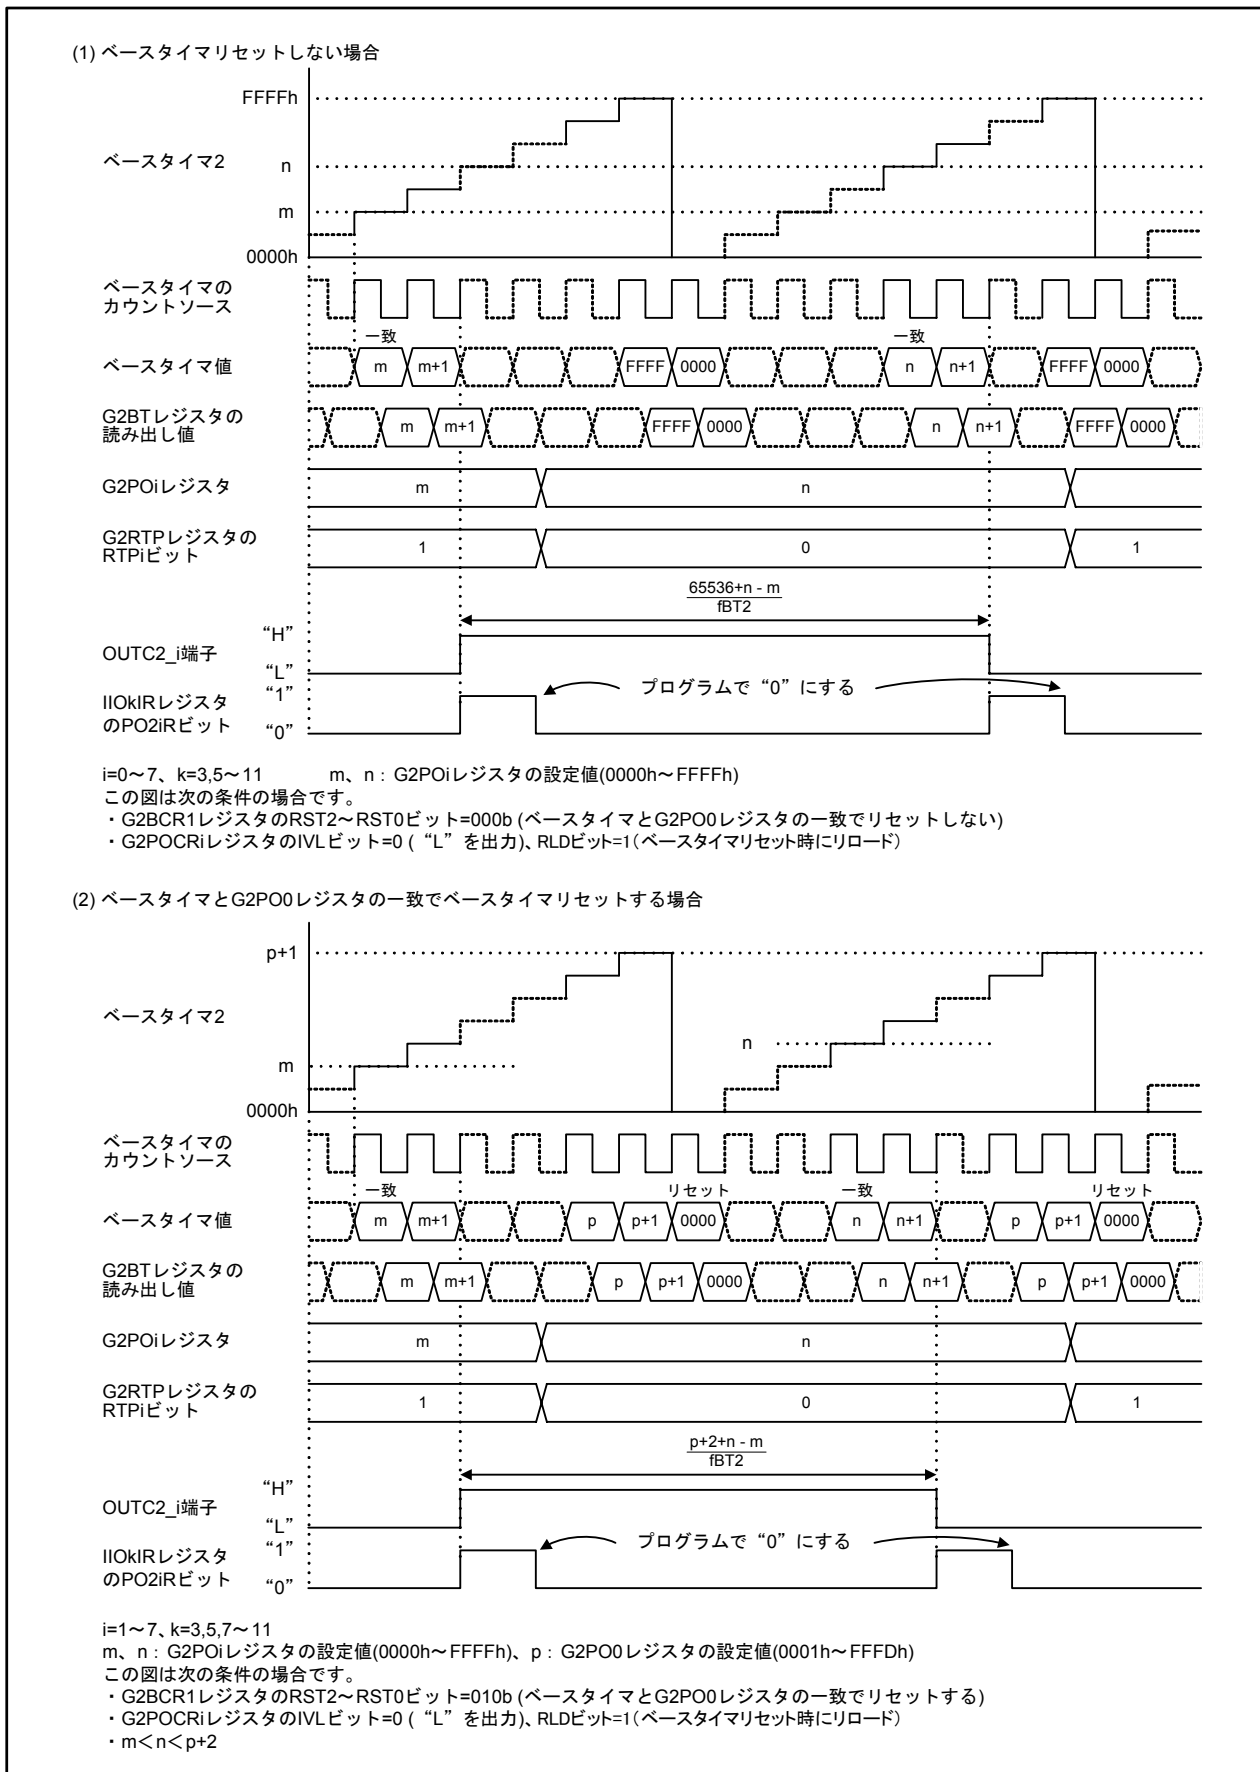 (1) ベースタイマリセットしない場合
FFFFh
ベースタイマ2
n
m
0000h
ベースタイマの
カウントソース
一致 一致
ベースタイマ値 m m+1 FFFF 0000 n n+1 FFFF 0000
G2BTレジスタの
読み出し値 m m+1 FFFF 0000 n n+1 FFFF 0000
G2POiレジスタ m n
G2RTPレジスタの
RTPiビット 1 0 1
65536+n - m
fBT2
“H”
OUTC2_i端子
“L”
“1” プログラムで“0”にする
IIOkIRレジスタ
のPO2iRビット “0”
i=0～7、k=3,5～11 m、n：G2POiレジスタの設定値(0000h～FFFFh)
この図は次の条件の場合です。
・G2BCR1レジスタのRST2～RST0ビット=000b (ベースタイマとG2PO0レジスタの一致でリセットしない)
・G2POCRiレジスタのIVLビット=0 (“L”を出力)、RLDビット=1(ベースタイマリセット時にリロード)
(2) ベースタイマとG2PO0レジスタの一致でベースタイマリセットする場合
p+1
ベースタイマ2
n
m
0000h
ベースタイマの
カウントソース
一致 リセット 一致 リセット
ベースタイマ値 m m+1 p p+1 0000 n n+1 p p+1 0000
G2BTレジスタの
読み出し値 m m+1 p p+1 0000 n n+1 p p+1 0000
G2POiレジスタ m n
G2RTPレジスタの
RTPiビット 1 0 1
p+2+n - m
fBT2
“H”
OUTC2_i端子
“L”
“1” プログラムで“0”にする
IIOkIRレジスタ
のPO2iRビット “0”
i=1～7、k=3,5,7～11
m、n：G2POiレジスタの設定値(0000h～FFFFh)、p：G2PO0レジスタの設定値(0001h～FFFDh)
この図は次の条件の場合です。
・G2BCR1レジスタのRST2～RST0ビット=010b (ベースタイマとG2PO0レジスタの一致でリセットする)
・G2POCRiレジスタのIVLビット=0 (“L”を出力)、RLDビット=1(ベースタイマリセット時にリロード)
・m＜n＜p+2